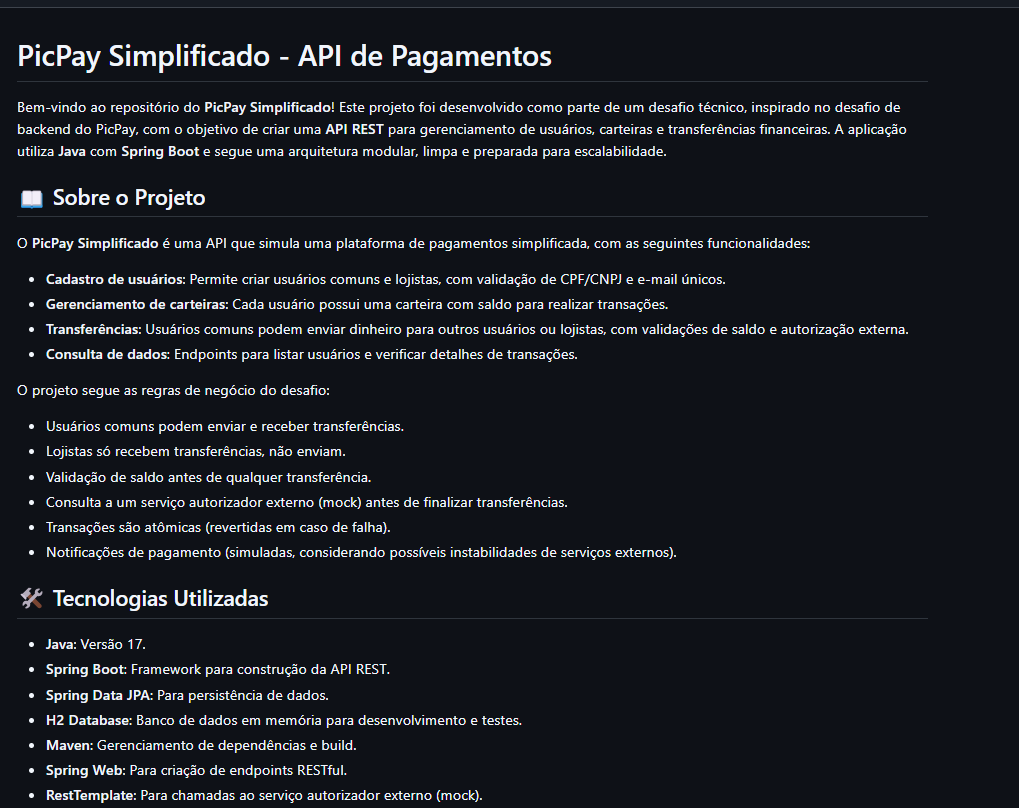 PicPay Simplificado - API de Pagamentos
Bem-vindo ao repositório do PicPay Simplificado! Este projeto foi desenvolvido como parte de um desafio técnico, inspirado no desafio de
backend do PicPay, com o objetivo de criar uma API REST para gerenciamento de usuários, carteiras e transferências financeiras. A aplicação
utiliza Java com Spring Boot e segue uma arquitetura modular, limpa e preparada para escalabilidade.
Sobre o Projeto
O PicPay Simplificado é uma API que simula uma plataforma de pagamentos simplificada, com as seguintes funcionalidades:
• Cadastro de usuários: Permite criar usuários comuns e lojistas, com validação de CPF/CNPJ e e-mail únicos.
• Gerenciamento de carteiras: Cada usuário possui uma carteira com saldo para realizar transações.
• Transferências: Usuários comuns podem enviar dinheiro para outros usuários ou lojistas, com validações de saldo e autorização externa.
• Consulta de dados: Endpoints para listar usuários e verificar detalhes de transações.
O projeto segue as regras de negócio do desafio:
• Usuários comuns podem enviar e receber transferências.
• Lojistas só recebem transferências, não enviam.
• Validação de saldo antes de qualquer transferência.
• Consulta a um serviço autorizador externo (mock) antes de finalizar transferências.
• Transações são atômicas (revertidas em caso de falha).
• Notificações de pagamento (simuladas, considerando possíveis instabilidades de serviços externos).
Tecnologias Utilizadas
• Java: Versão 17.
• Spring Boot: Framework para construção da API REST.
• Spring Data JPA: Para persistência de dados.
• H2 Database: Banco de dados em memória para desenvolvimento e testes.
• Maven: Gerenciamento de dependências e build.
• Spring Web: Para criação de endpoints RESTful.
• RestTemplate: Para chamadas ao serviço autorizador externo (mock).